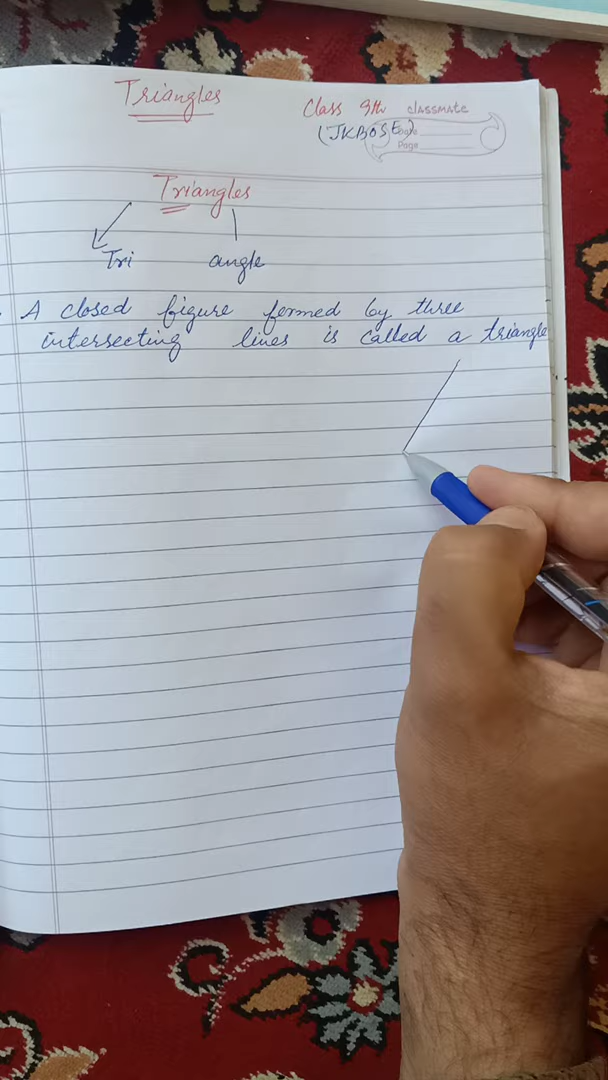 Triangles
Class 9th classmate
(JKBOSE)
Page
Triangles
Tri angle
A closed figure formed by three
intersecting lines is called a triangle